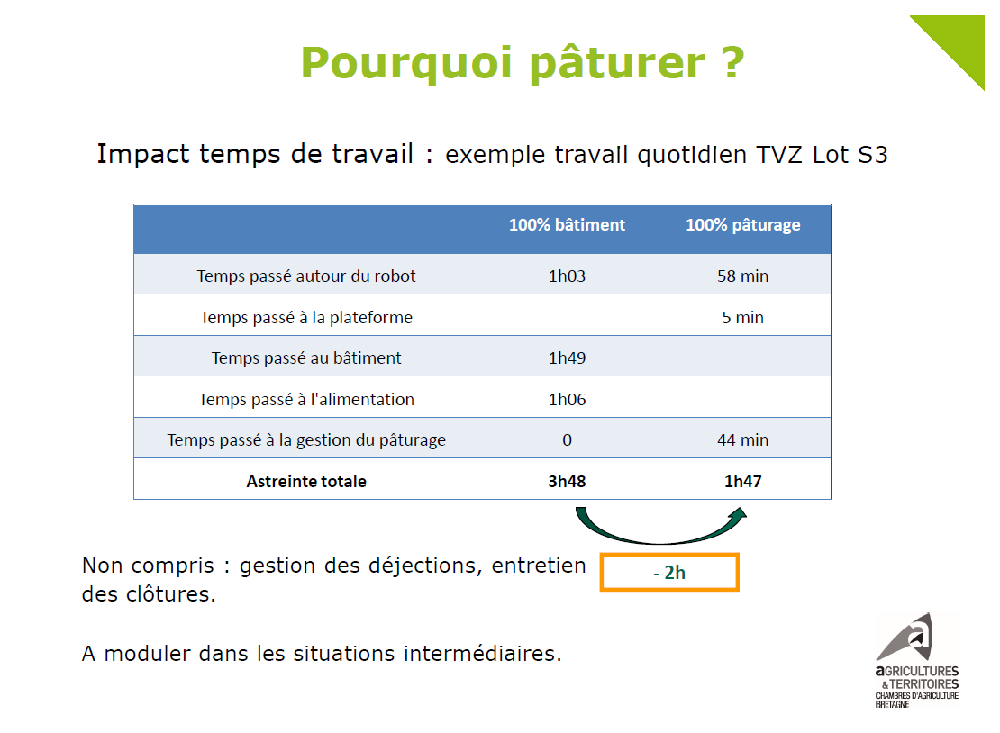 Pourquoi pâturer ?
Impact temps de travail : exemple travail quotidien TVZ Lot S3
100% bâtiment 100% pâturage
Temps passé autour du robot 1h03 58 min
Temps passé à la plateforme 5 min
Temps passé au bâtiment 1h49
Temps passé à l'alimentation 1h06
Temps passé à la gestion du pâturage 0 44 min
Astreinte totale 3h48 1h47
- 2h
Non compris : gestion des déjections, entretien
des clôtures.
A moduler dans les situations intermédiaires.
a
aGRICULTURES
& TERRITOIRES
CHAMBRES D'AGRICULTURE
BRETAGNE